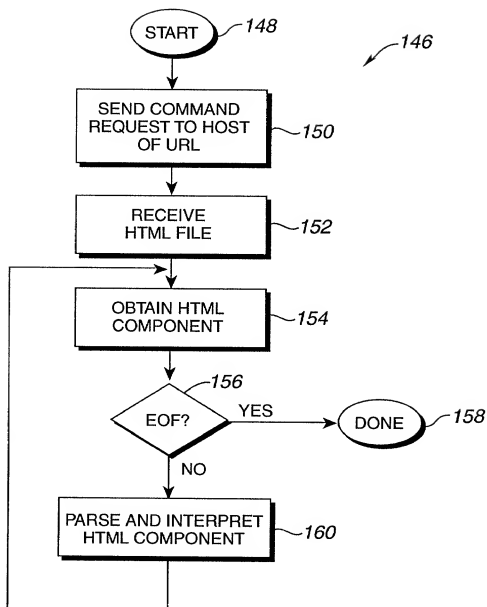 START
148
146
SEND COMMAND
REQUEST TO HOST
OF URL
150
RECEIVE
HTML FILE
152
OBTAIN HTML
COMPONENT
154
156
EOF?
YES
DONE
158
NO
PARSE AND INTERPRET
HTML COMPONENT
160